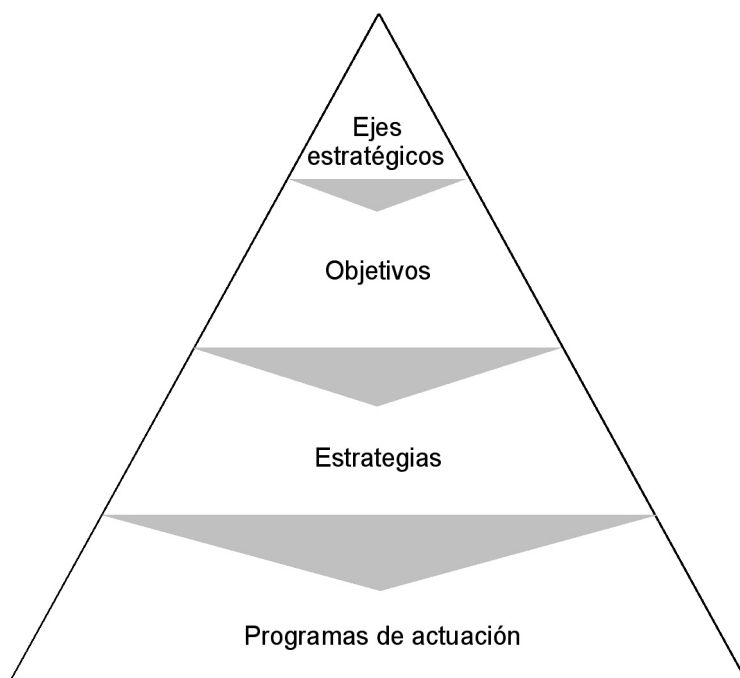 Ejes
estratégicos
Objetivos
Estrategias
Programas de actuación